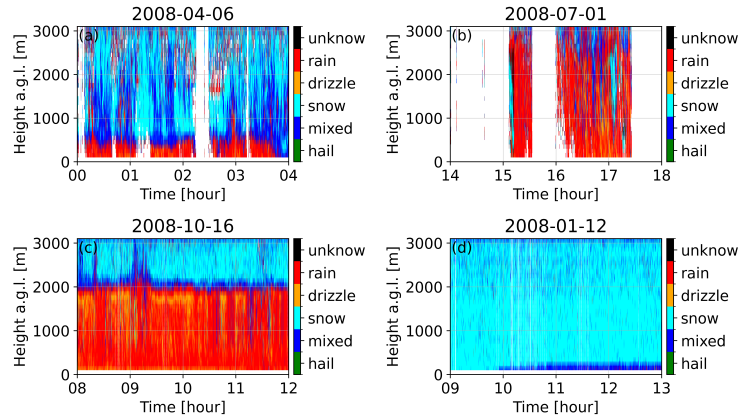 2008-04-06
(a)
Height a.g.l. [m]
3000
2000
1000
0
00
01
02
03
04
Time [hour]
unknow
rain
drizzle
snow
mixed
hail
2008-07-01
(b)
Height a.g.l. [m]
3000
2000
1000
0
14
15
16
17
18
Time [hour]
unknow
rain
drizzle
snow
mixed
hail
2008-10-16
(c)
Height a.g.l. [m]
3000
2000
1000
0
08
09
10
11
12
Time [hour]
unknow
rain
drizzle
snow
mixed
hail
2008-01-12
(d)
Height a.g.l. [m]
3000
2000
1000
0
09
10
11
12
13
Time [hour]
unknow
rain
drizzle
snow
mixed
hail